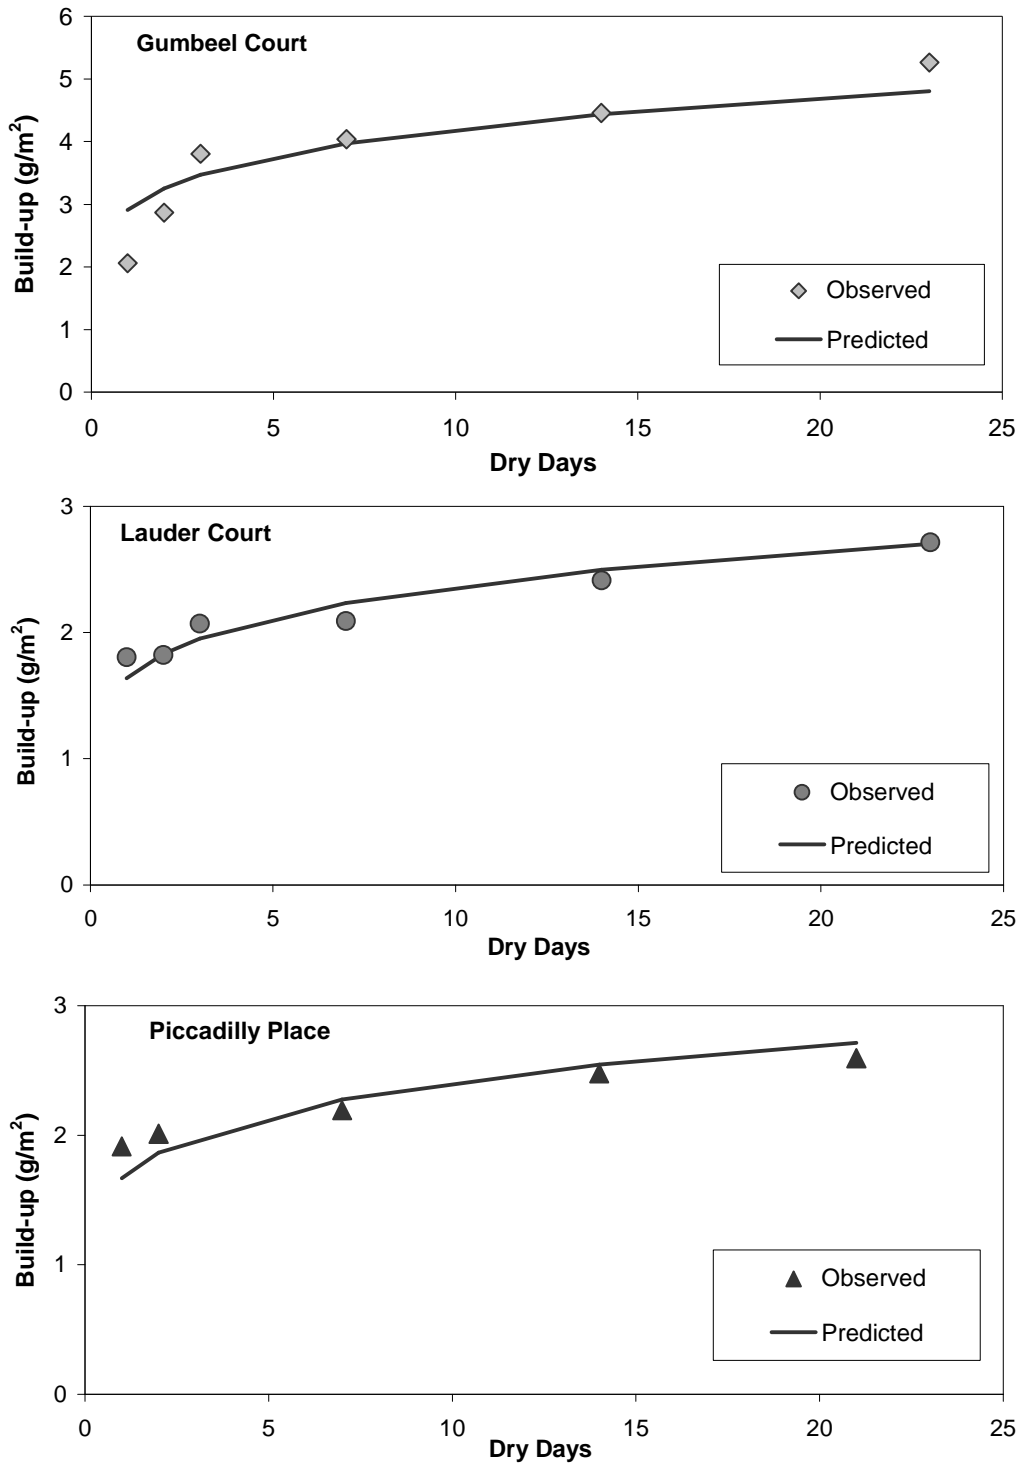 Gumbeel Court
Build-up (g/m²)
6
5
4
3
2
1
0
Observed
Predicted
0 5 10 15 20 25
Dry Days
Lauder Court
Build-up (g/m²)
3
2
1
0
Observed
Predicted
0 5 10 15 20 25
Dry Days
Piccadilly Place
Build-up (g/m²)
3
2
1
0
Observed
Predicted
0 5 10 15 20 25
Dry Days